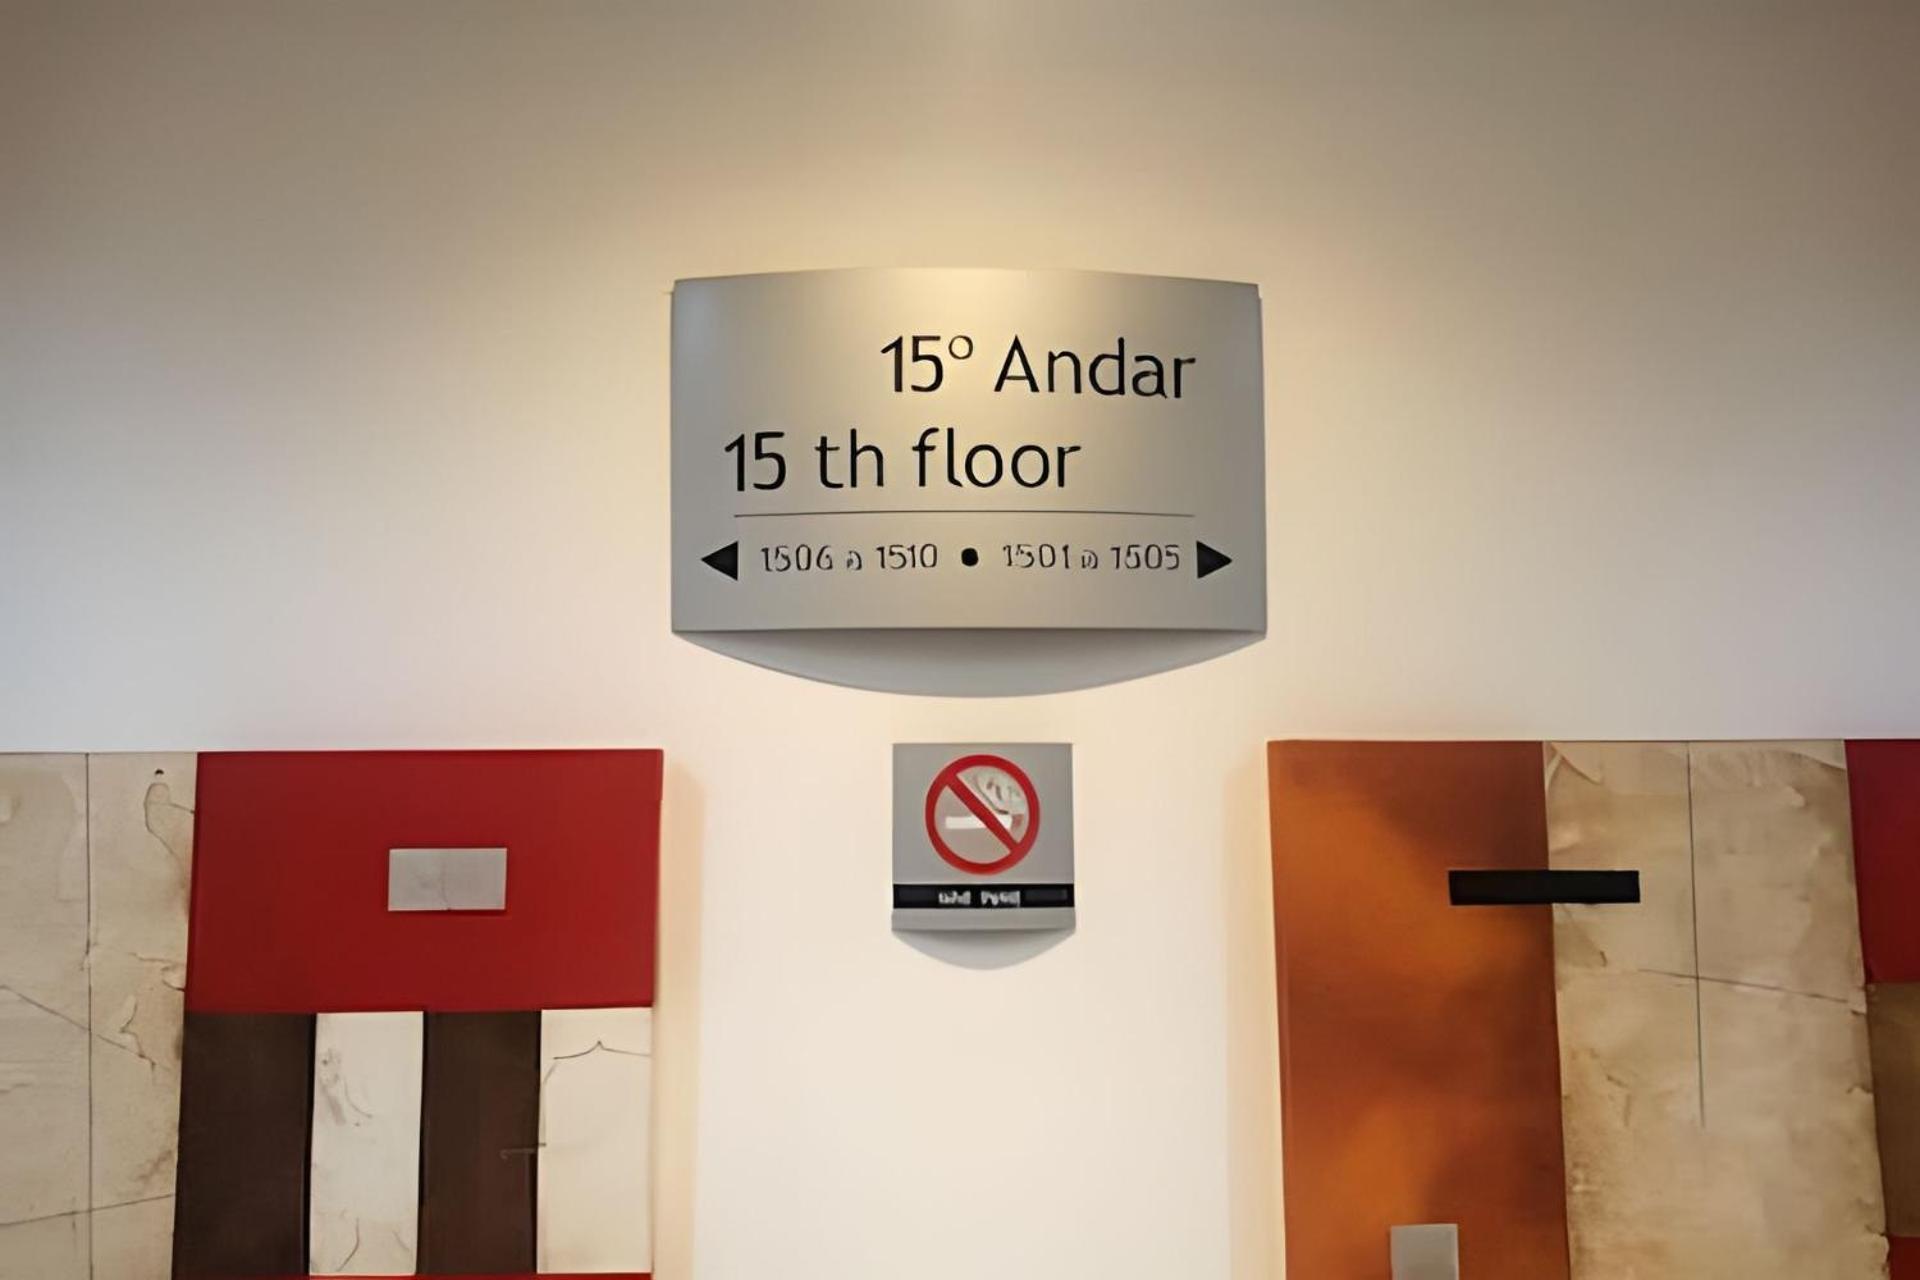 15º Andar
15 th floor
◀ 1506 a 1510 ● 1501 a 1505 ▶